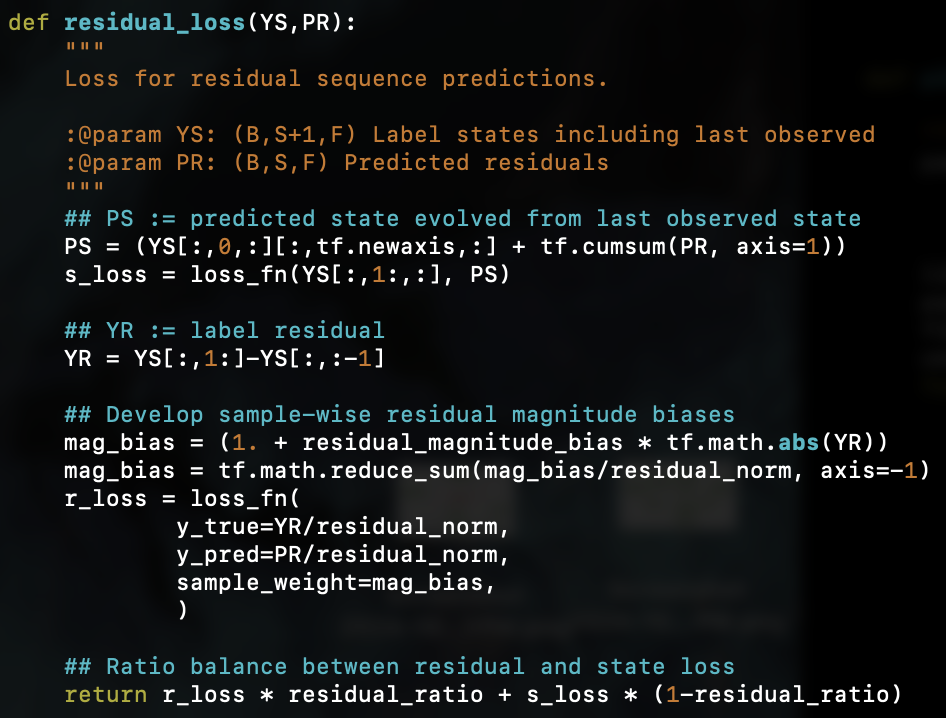 def residual_loss(YS,PR):
    """
    Loss for residual sequence predictions.

    :@param YS: (B,S+1,F) Label states including last observed
    :@param PR: (B,S,F) Predicted residuals
    """
    ## PS := predicted state evolved from last observed state
    PS = (YS[:,0,:][:,tf.newaxis,:] + tf.cumsum(PR, axis=1))
    s_loss = loss_fn(YS[:,1:,:], PS)

    ## YR := label residual
    YR = YS[:,1:]-YS[:,:-1]

    ## Develop sample-wise residual magnitude biases
    mag_bias = (1. + residual_magnitude_bias * tf.math.abs(YR))
    mag_bias = tf.math.reduce_sum(mag_bias/residual_norm, axis=-1)
    r_loss = loss_fn(
            y_true=YR/residual_norm,
            y_pred=PR/residual_norm,
            sample_weight=mag_bias,
            )

    ## Ratio balance between residual and state loss
    return r_loss * residual_ratio + s_loss * (1-residual_ratio)